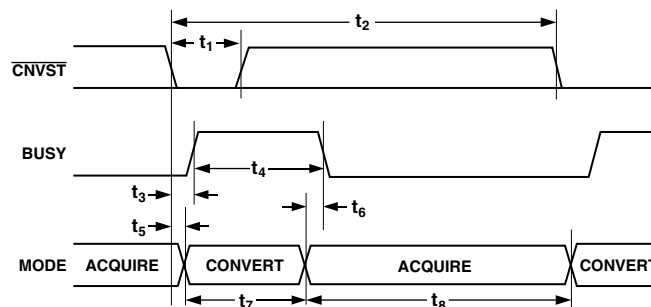 t2
t1
CNVST
BUSY
t4
t3
t6
t5
MODE ACQUIRE CONVERT ACQUIRE CONVERT
t7 t8